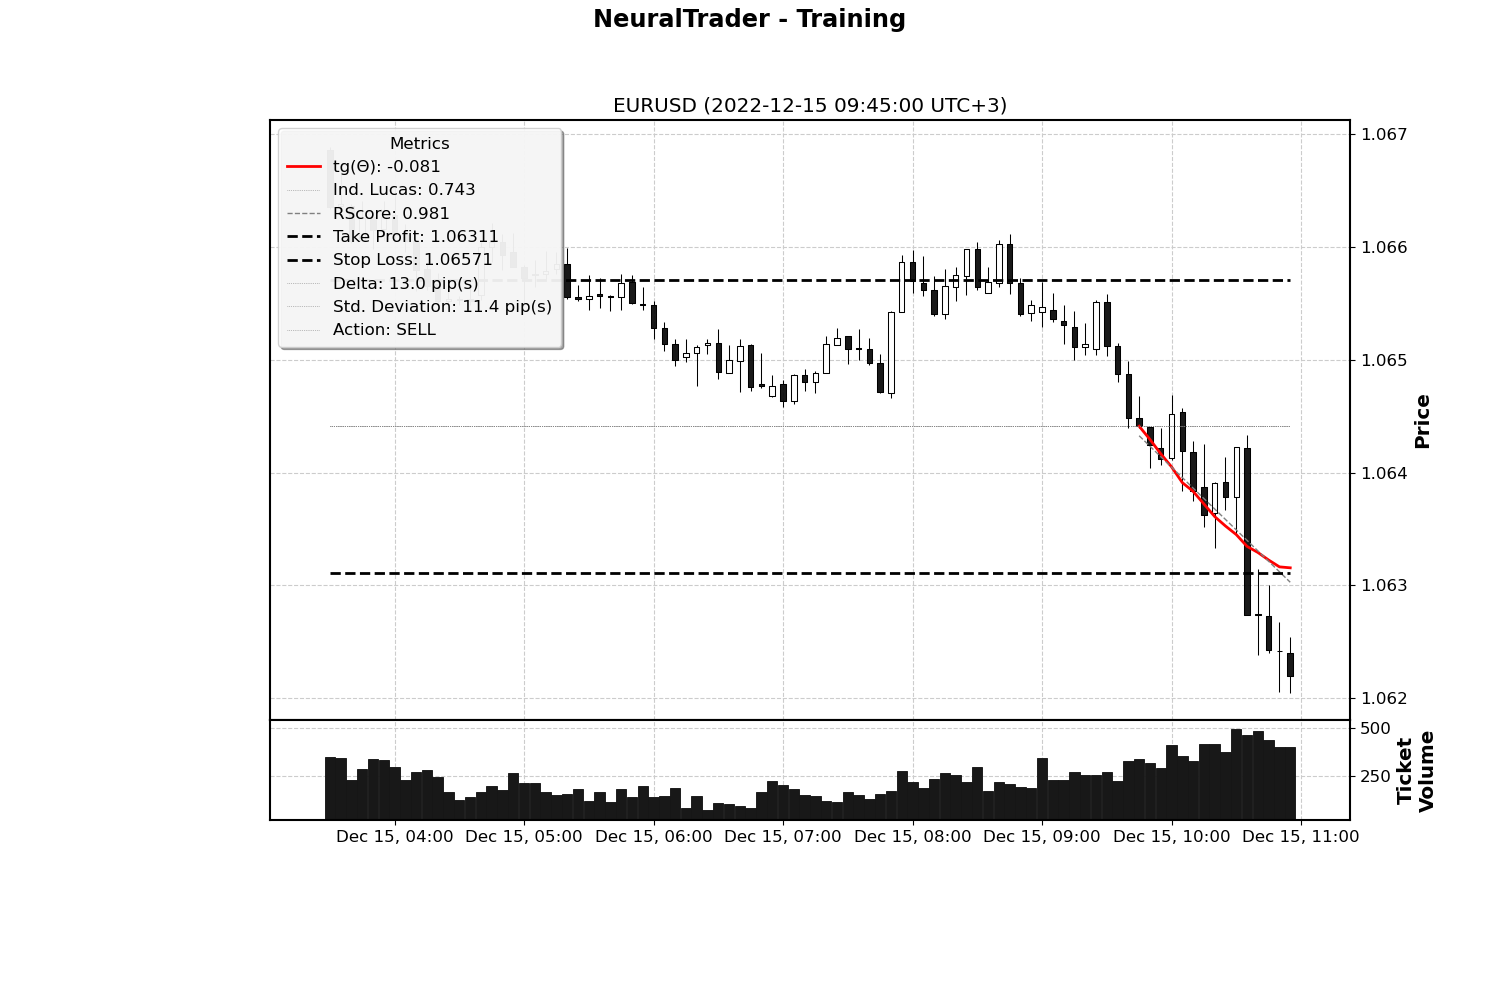 NeuralTrader - Training
EURUSD (2022-12-15 09:45:00 UTC+3)
Metrics
tg(Θ): -0.081
Ind. Lucas: 0.743
RScore: 0.981
Take Profit: 1.06311
Stop Loss: 1.06571
Delta: 13.0 pip(s)
Std. Deviation: 11.4 pip(s)
Action: SELL
1.067
1.066
1.065
1.064
1.063
1.062
Price
500
250
Ticket
Volume
Dec 15, 04:00
Dec 15, 05:00
Dec 15, 06:00
Dec 15, 07:00
Dec 15, 08:00
Dec 15, 09:00
Dec 15, 10:00
Dec 15, 11:00